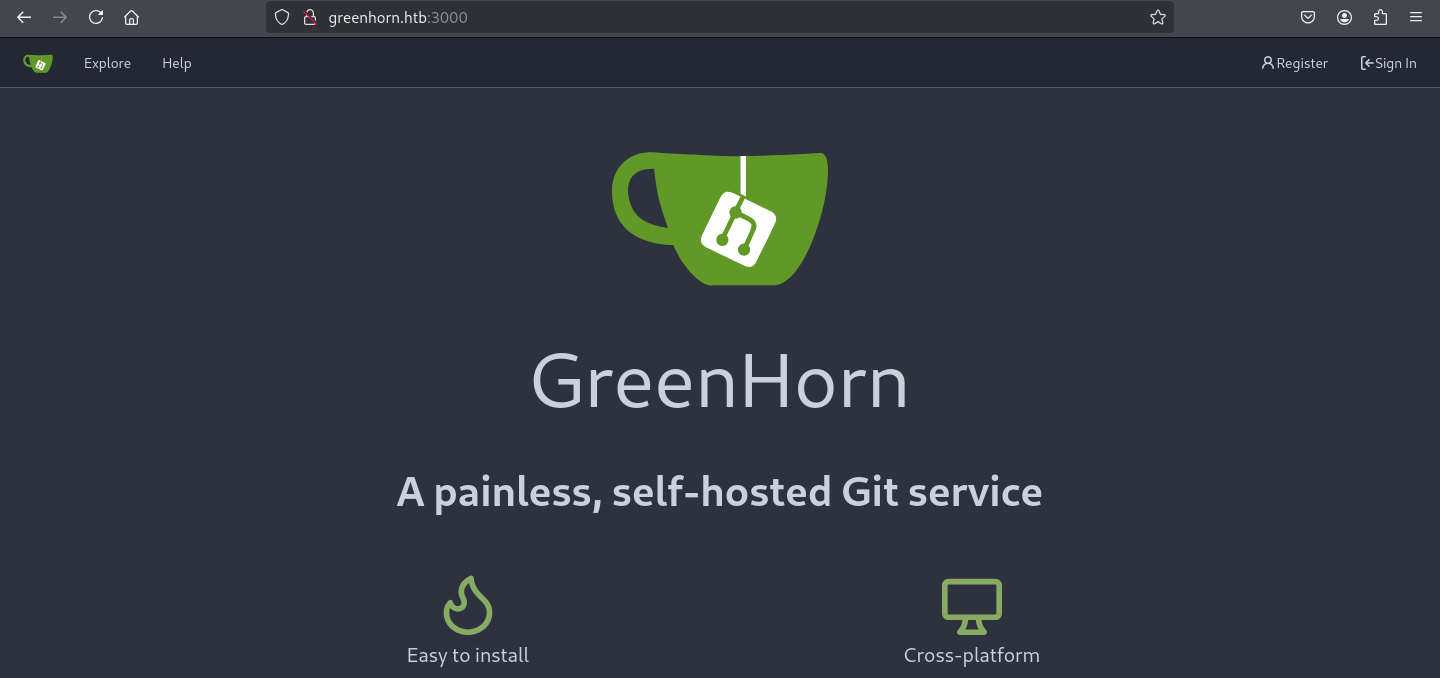 greenhorn.htb:3000
Explore Help Register Sign In
GreenHorn
A painless, self-hosted Git service
Easy to install Cross-platform